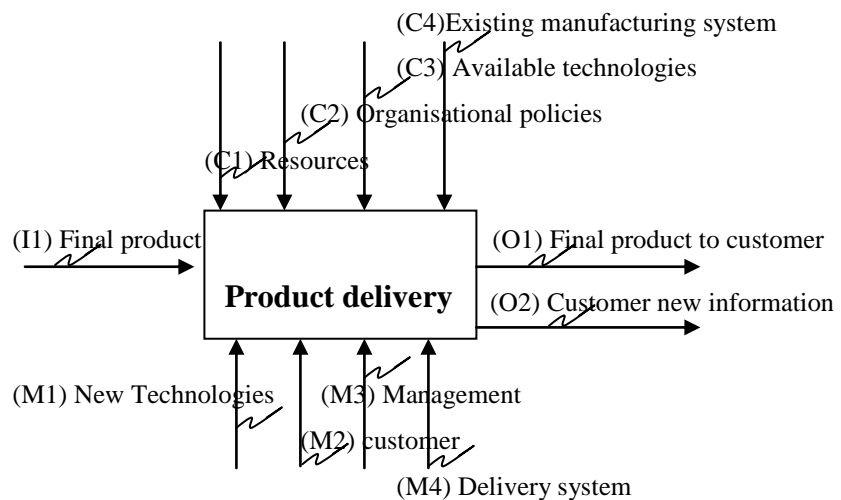 (C4)Existing manufacturing system
(C3) Available technologies
(C2) Organisational policies
(C1) Resources
(I1) Final product
(O1) Final product to customer
Product delivery
(O2) Customer new information
(M1) New Technologies
(M3) Management
(M2) customer
(M4) Delivery system